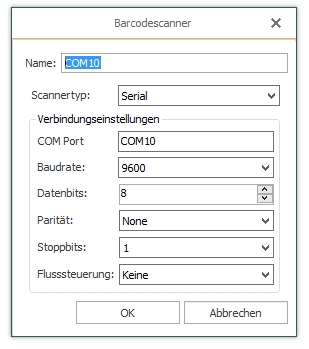 Barcodescanner
Name: COM10
Scannertyp: Serial
Verbindungseinstellungen
COM Port COM10
Baudrate: 9600
Datenbits: 8
Parität: None
Stoppbits: 1
Flusssteuerung: Keine
OK Abbrechen